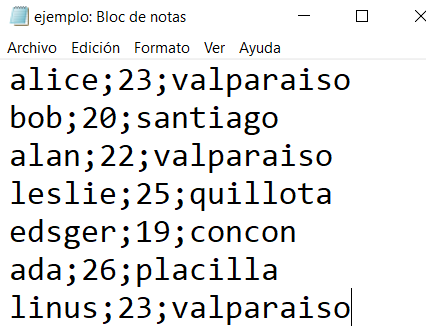 ejemplo: Bloc de notas
Archivo Edición Formato Ver Ayuda
alice;23;valparaiso
bob;20;santiago
alan;22;valparaiso
leslie;25;quillota
edsger;19;concon
ada;26;placilla
linus;23;valparaiso